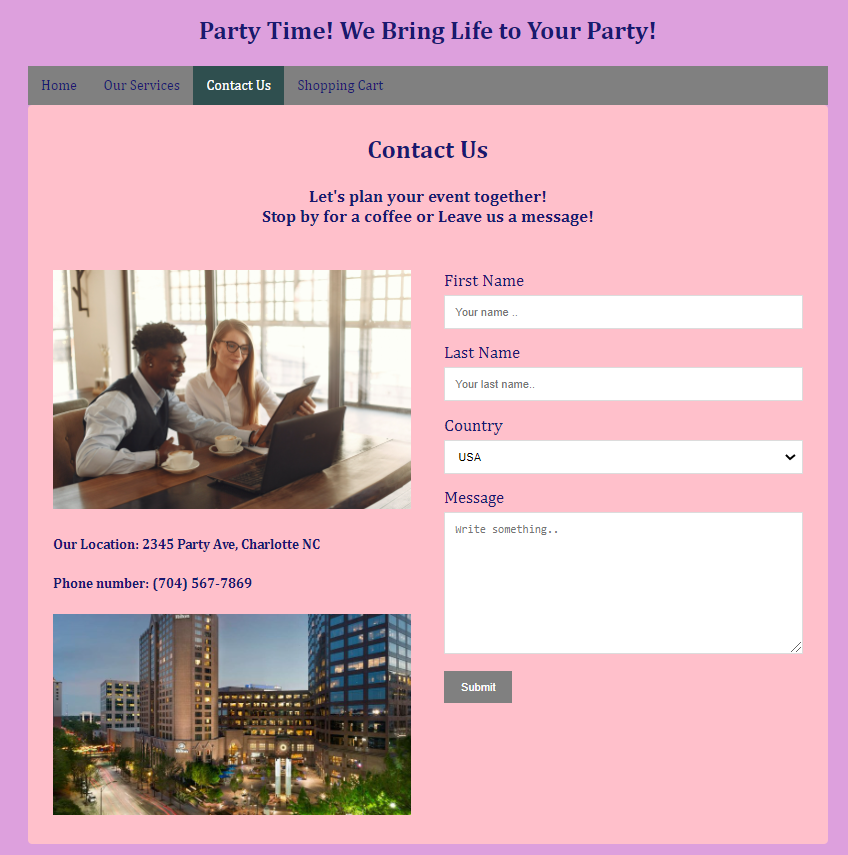 Party Time! We Bring Life to Your Party!
Home Our Services Contact Us Shopping Cart
Contact Us
Let's plan your event together!
Stop by for a coffee or Leave us a message!
Our Location: 2345 Party Ave, Charlotte NC
Phone number: (704) 567-7869
First Name
Your name ..
Last Name
Your last name..
Country
USA
Message
Write something..
Submit